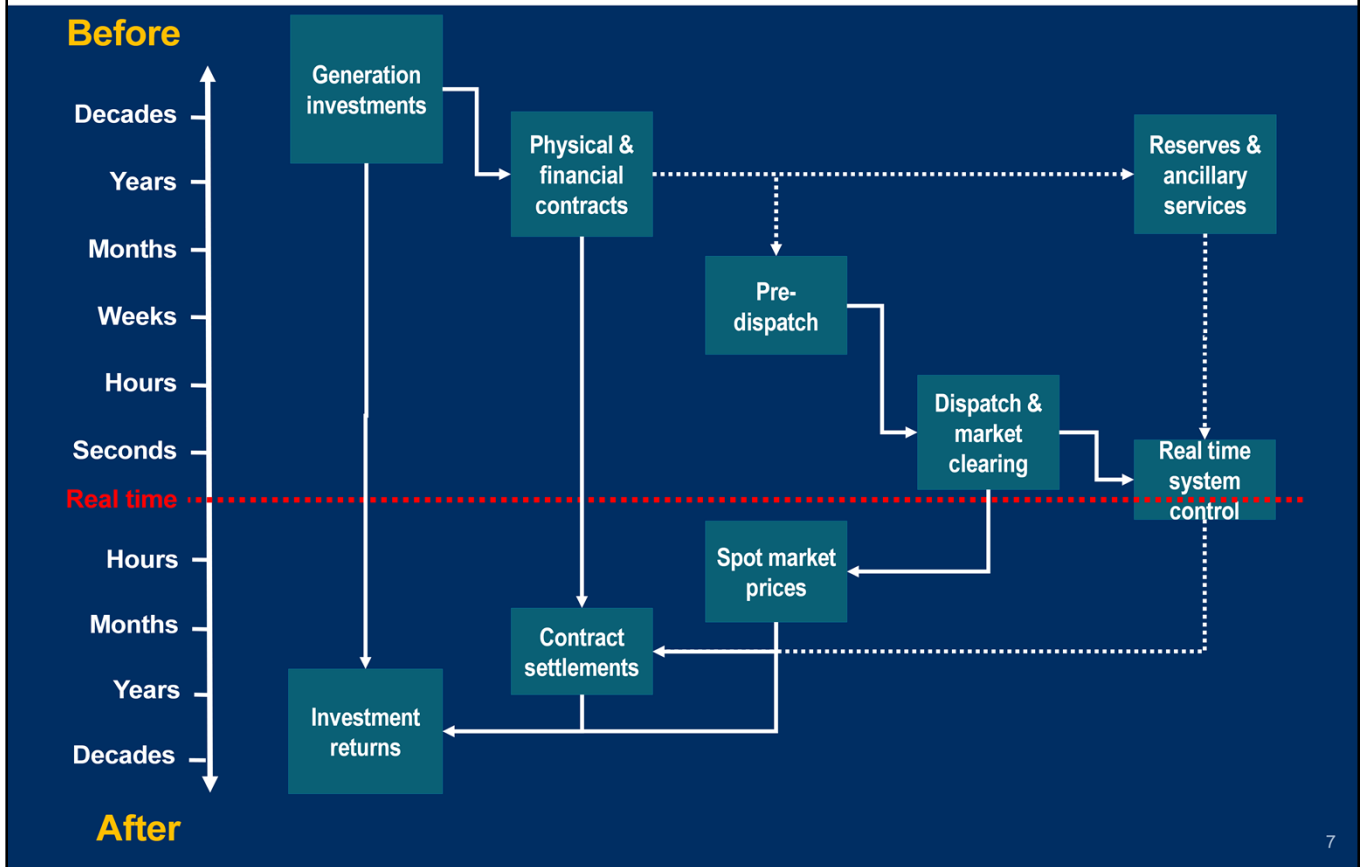 Before
Decades
Years
Months
Weeks
Hours
Seconds
Real time
Hours
Months
Years
Decades
After
Generation
investments
Physical &
financial
contracts
Reserves &
ancillary
services
Pre-
dispatch
Dispatch &
market
clearing
Real time
system
control
Spot market
prices
Contract
settlements
Investment
returns
7